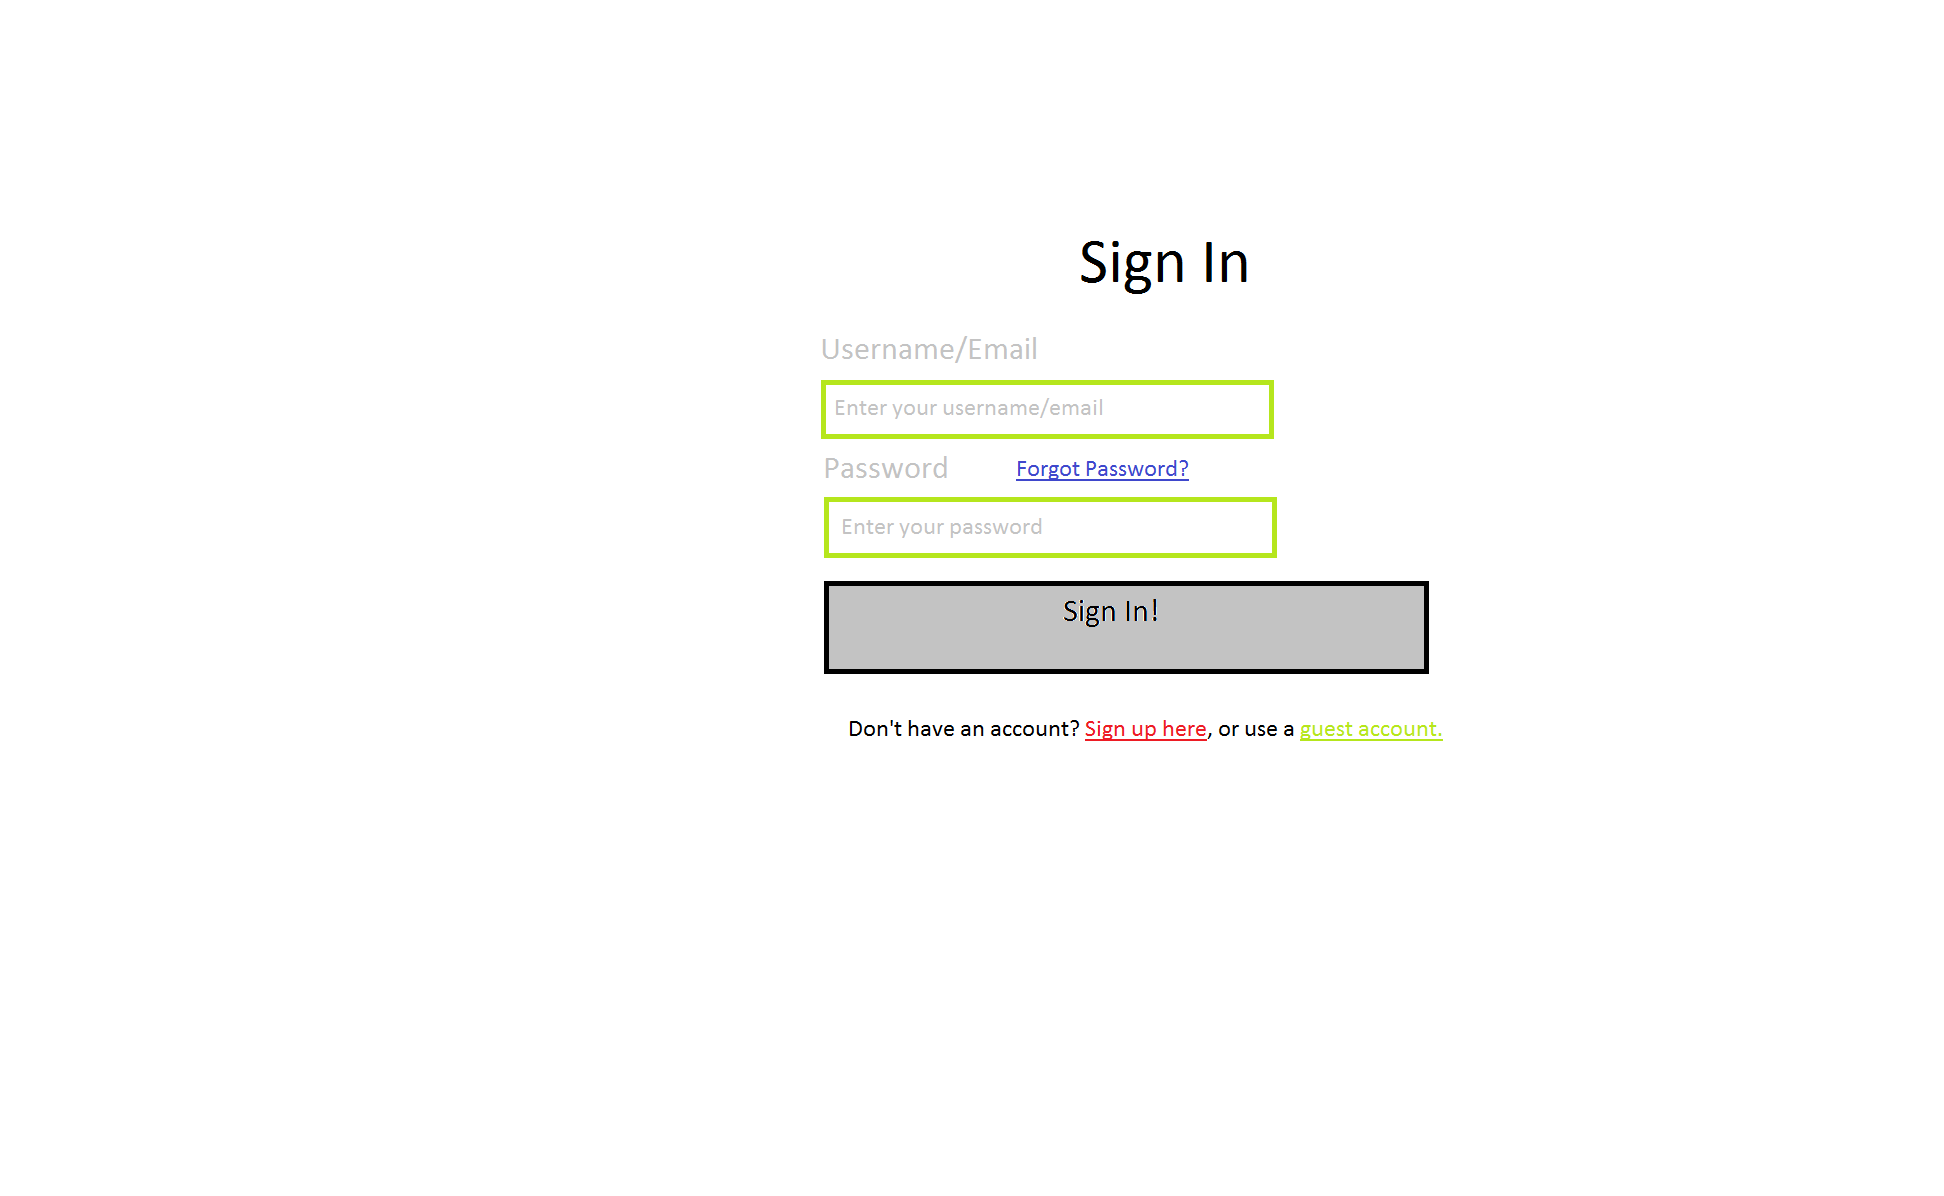 Sign In
Username/Email
Enter your username/email
Password Forgot Password?
Enter your password
Sign In!
Don't have an account? Sign up here, or use a guest account.